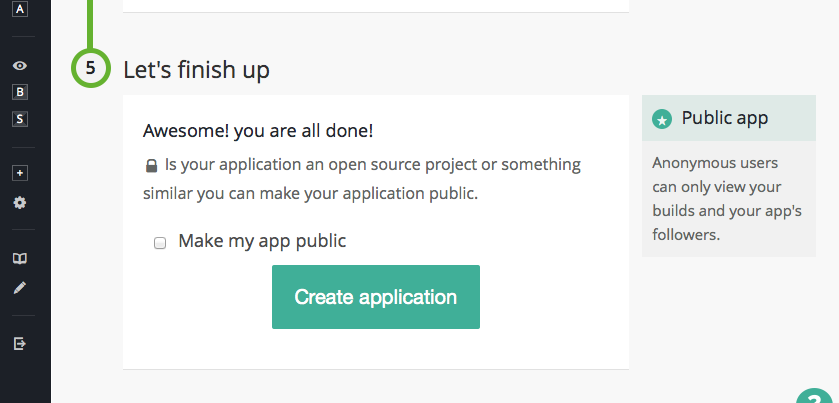 A
B
S
+
5
Let's finish up
Awesome! you are all done!
Is your application an open source project or something
similar you can make your application public.
Make my app public
Create application
Public app
Anonymous users
can only view your
builds and your app's
followers.
?